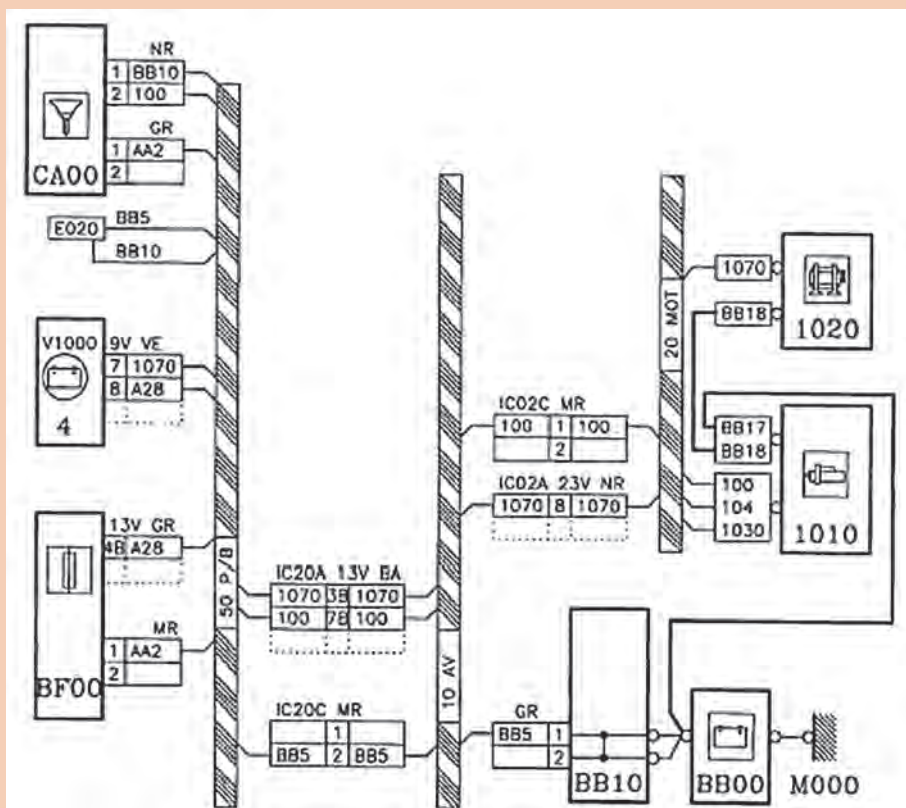 NR
1 BB10
2 100
GR
1 AA2
2
CA00
E020 BB5
BB10
V1000 9V VE
7 1070
8 A28
4
13V GR
4B A28
MR
1 AA2
2
BF00
50 P/B
IC20A 13V BA
1070 3B 1070
100 7B 100
IC20C MR
1
BB5 2 BB5
10 AV
IC02C MR
100 1 100
2
IC02A 23V NR
1070 8 1070
20 MOT
1070
BB18
1020
BB17
BB18
100
104
1030
1010
GR
BB5 1
2
BB10
BB00
M000